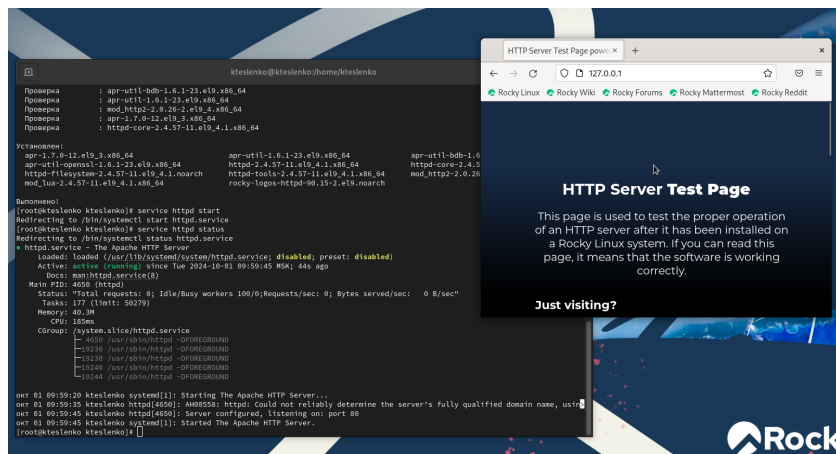 kteslenko@kteslenko:/home/kteslenko
Проверка : apr-util-bdb-1.6.1-23.el9.x86_64
Проверка : apr-util-1.6.1-23.el9.x86_64
Проверка : mod_http2-2.0.26-2.el9_4.x86_64
Проверка : apr-1.7.0-12.el9_3.x86_64
Проверка : httpd-core-2.4.57-11.el9_4.1.x86_64
Установлен:
apr-1.7.0-12.el9_3.x86_64 apr-util-1.6.1-23.el9.x86_64 apr-util-bdb-1.6
apr-util-openssl-1.6.1-23.el9.x86_64 httpd-2.4.57-11.el9_4.1.x86_64 httpd-core-2.4.5
httpd-filesystem-2.4.57-11.el9_4.1.noarch httpd-tools-2.4.57-11.el9_4.1.x86_64 mod_http2-2.0.26
mod_lua-2.4.57-11.el9_4.1.x86_64 rocky-logos-httpd-90.15-2.el9.noarch
Выполнено!
[root@kteslenko kteslenko]# service httpd start
Redirecting to /bin/systemctl start httpd.service
[root@kteslenko kteslenko]# service httpd status
Redirecting to /bin/systemctl status httpd.service
● httpd.service - The Apache HTTP Server
Loaded: loaded (/usr/lib/systemd/system/httpd.service; disabled; preset: disabled)
Active: active (running) since Tue 2024-10-01 09:59:45 MSK; 44s ago
Docs: man:httpd.service(8)
Main PID: 4650 (httpd)
Status: "Total requests: 0; Idle/Busy workers 100/0;Requests/sec: 0; Bytes served/sec: 0 B/sec"
Tasks: 177 (limit: 50279)
Memory: 40.3M
CPU: 185ms
CGroup: /system.slice/httpd.service
├─ 4650 /usr/sbin/httpd -DFOREGROUND
├─19236 /usr/sbin/httpd -DFOREGROUND
├─19238 /usr/sbin/httpd -DFOREGROUND
├─19240 /usr/sbin/httpd -DFOREGROUND
└─19244 /usr/sbin/httpd -DFOREGROUND
окт 01 09:59:20 kteslenko systemd[1]: Starting The Apache HTTP Server...
окт 01 09:59:35 kteslenko httpd[4650]: AH00558: httpd: Could not reliably determine the server's fully qualified domain name, usin>
окт 01 09:59:45 kteslenko httpd[4650]: Server configured, listening on: port 80
окт 01 09:59:45 kteslenko systemd[1]: Started The Apache HTTP Server.
[root@kteslenko kteslenko]#
HTTP Server Test Page powe
127.0.0.1
Rocky Linux Rocky Wiki Rocky Forums Rocky Mattermost Rocky Reddit
HTTP Server Test Page
This page is used to test the proper operation
of an HTTP server after it has been installed on
a Rocky Linux system. If you can read this
page, it means that the software is working
correctly.
Just visiting?
Rock